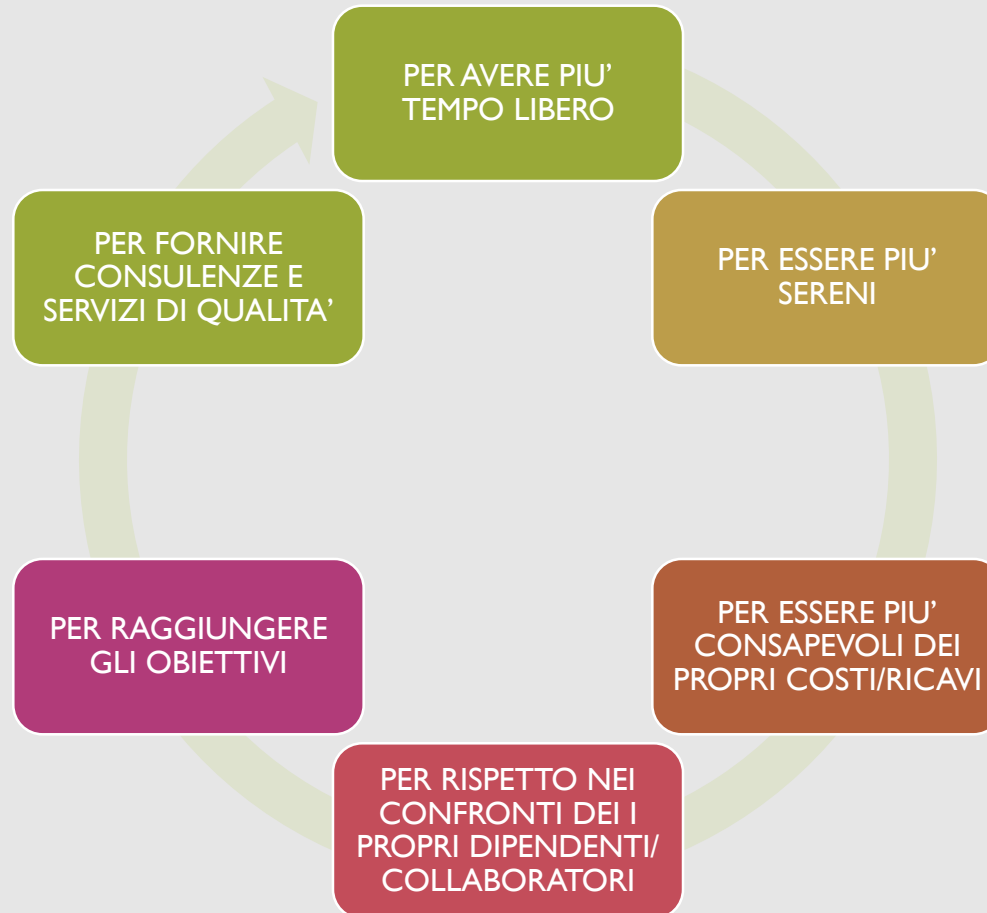 PER AVERE PIU’
TEMPO LIBERO
PER ESSERE PIU’
SERENI
PER ESSERE PIU’
CONSAPEVOLI DEI
PROPRI COSTI/RICAVI
PER RISPETTO NEI
CONFRONTI DEI I
PROPRI DIPENDENTI/
COLLABORATORI
PER RAGGIUNGERE
GLI OBIETTIVI
PER FORNIRE
CONSULENZE E
SERVIZI DI QUALITA’